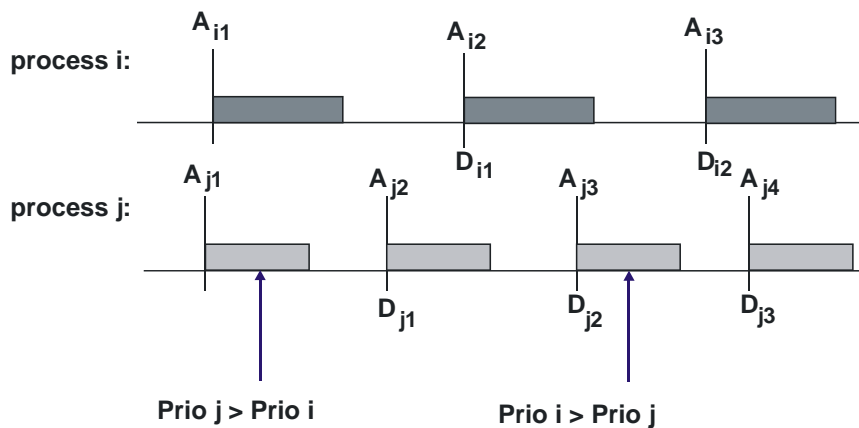 A i1
A i2
A i3
process i:
D i1
D i2
A j1
A j2
A j3
A j4
process j:
D j1
D j2
D j3
Prio j > Prio i
Prio i > Prio j